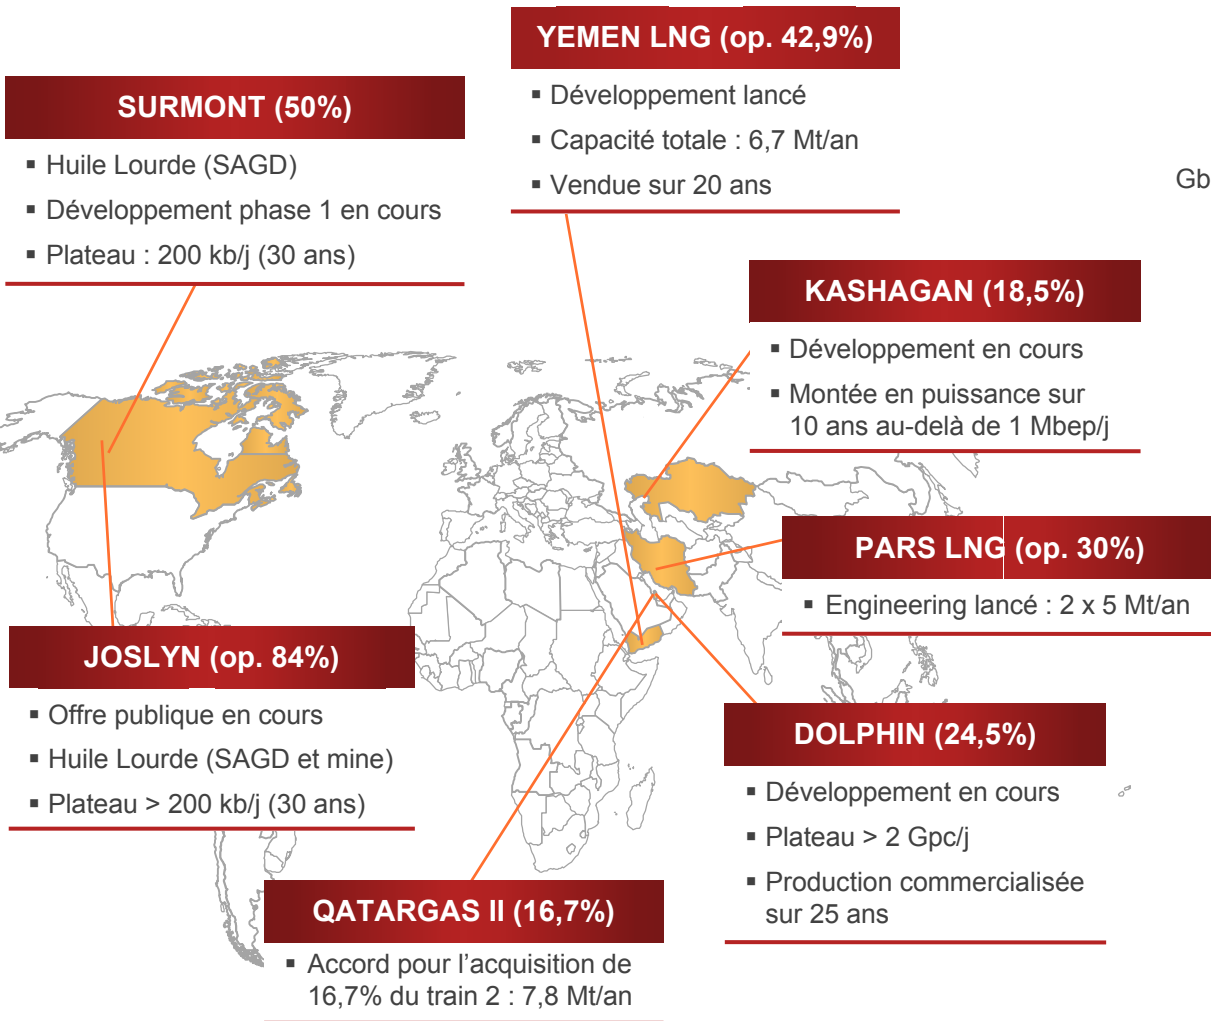 YEMEN LNG (op. 42,9%)
▪ Développement lancé
▪ Capacité totale : 6,7 Mt/an
▪ Vendue sur 20 ans
SURMONT (50%)
▪ Huile Lourde (SAGD)
▪ Développement phase 1 en cours
▪ Plateau : 200 kb/j (30 ans)
Gb
KASHAGAN (18,5%)
▪ Développement en cours
▪ Montée en puissance sur
10 ans au-delà de 1 Mbep/j
PARS LNG (op. 30%)
▪ Engineering lancé : 2 x 5 Mt/an
JOSLYN (op. 84%)
▪ Offre publique en cours
▪ Huile Lourde (SAGD et mine)
▪ Plateau > 200 kb/j (30 ans)
DOLPHIN (24,5%)
▪ Développement en cours
▪ Plateau > 2 Gpc/j
▪ Production commercialisée
sur 25 ans
QATARGAS II (16,7%)
▪ Accord pour l’acquisition de
16,7% du train 2 : 7,8 Mt/an